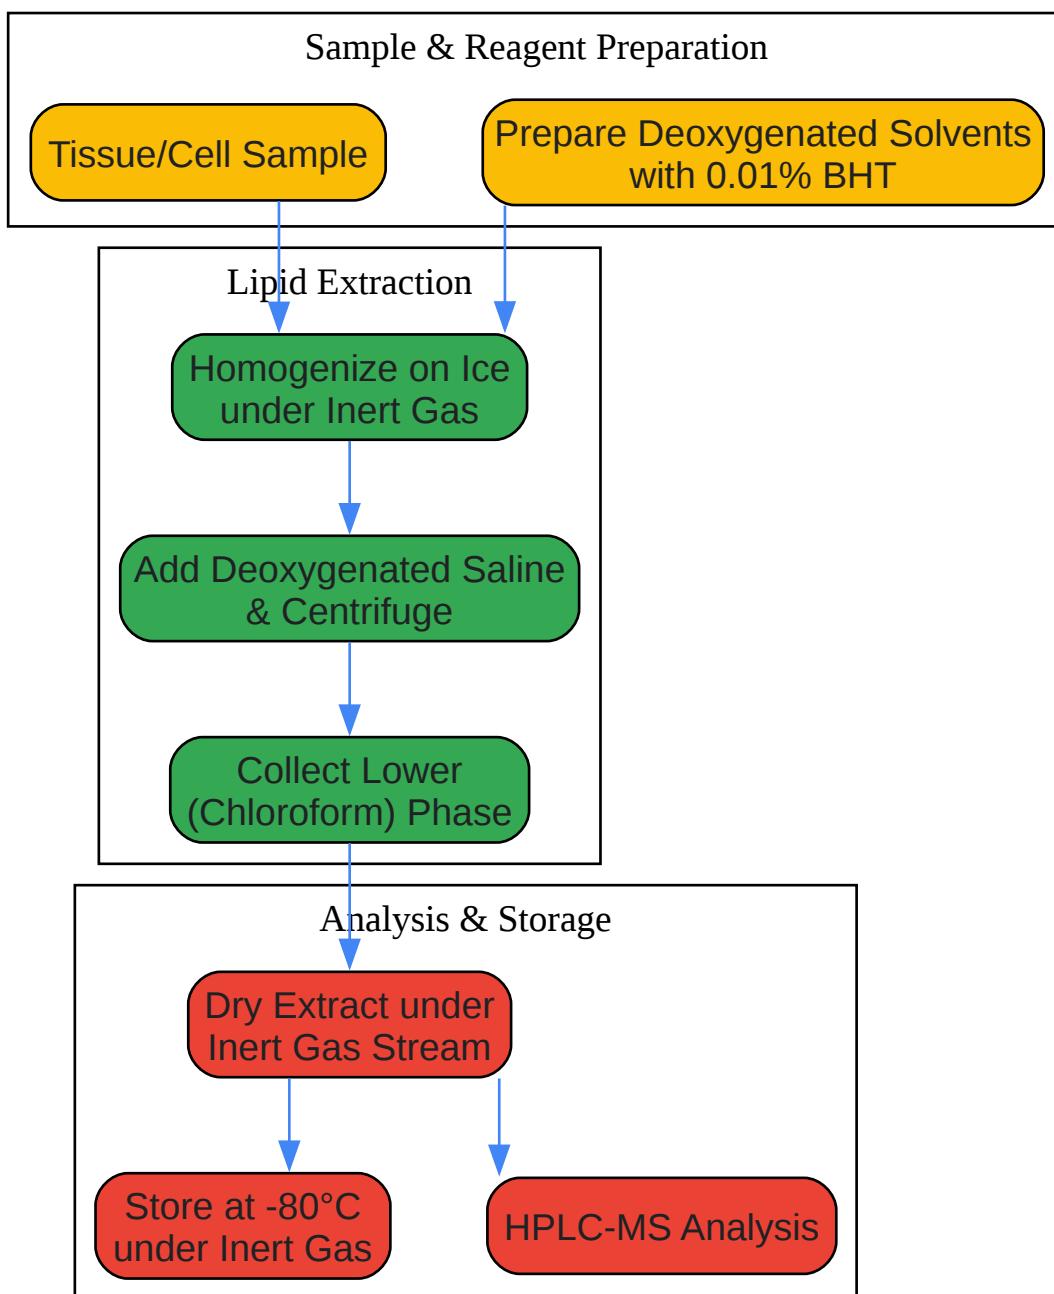 Sample & Reagent Preparation
Tissue/Cell Sample
Prepare Deoxygenated Solvents
with 0.01% BHT
Lipid Extraction
Homogenize on Ice
under Inert Gas
Add Deoxygenated Saline
& Centrifuge
Collect Lower
(Chloroform) Phase
Analysis & Storage
Dry Extract under
Inert Gas Stream
Store at -80°C
under Inert Gas
HPLC-MS Analysis